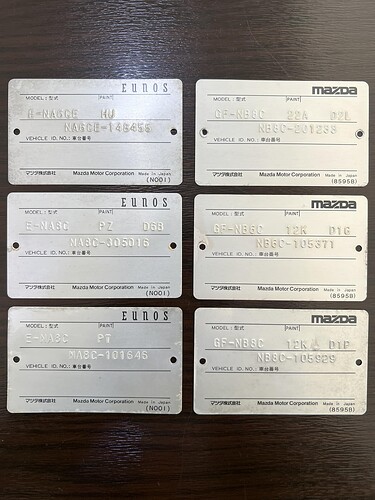 EUNOS
MODEL：型式 PAINT
E-NA6CE HU
NA6CE-148455
VEHICLE ID. NO.：車台番号
マツダ株式会社 Mazda Motor Corporation Made in Japan
(N001)
mazda
MODEL：型式 PAINT
GF-NB8C 22A DZL
NB8C-201233
VEHICLE ID. NO.：車台番号
マツダ株式会社 Mazda Motor Corporation Made in Japan
(8595B)
EUNOS
MODEL：型式 PAINT
E-NA8C PZ DGB
NA8C-305016
VEHICLE ID. NO.：車台番号
マツダ株式会社 Mazda Motor Corporation Made in Japan
(N001)
mazda
MODEL：型式 PAINT
GF-NB6C 12K D1G
NB6C-105371
VEHICLE ID. NO.：車台番号
マツダ株式会社 Mazda Motor Corporation Made in Japan
(8595B)
EUNOS
MODEL：型式 PAINT
E-NA8C PT
NA8C-101646
VEHICLE ID. NO.：車台番号
マツダ株式会社 Mazda Motor Corporation Made in Japan
(N001)
mazda
MODEL：型式 PAINT
GF-NB8C 12K D1P
NB8C-105929
VEHICLE ID. NO.：車台番号
マツダ株式会社 Mazda Motor Corporation Made in Japan
(8595B)